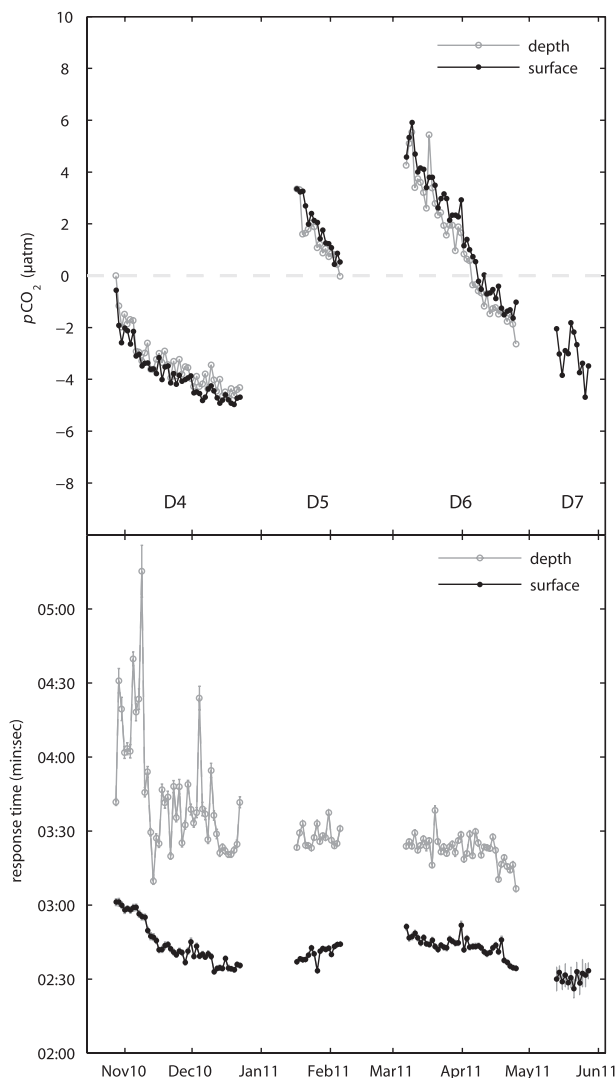 10
8
6
4
2
0
−2
−4
−6
−8
pCO2 (µatm)
depth
surface
D4 D5 D6 D7
depth
surface
05:00
04:30
04:00
03:30
03:00
02:30
02:00
response time (min:sec)
Nov10 Dec10 Jan11 Feb11 Mar11 Apr11 May11 Jun11